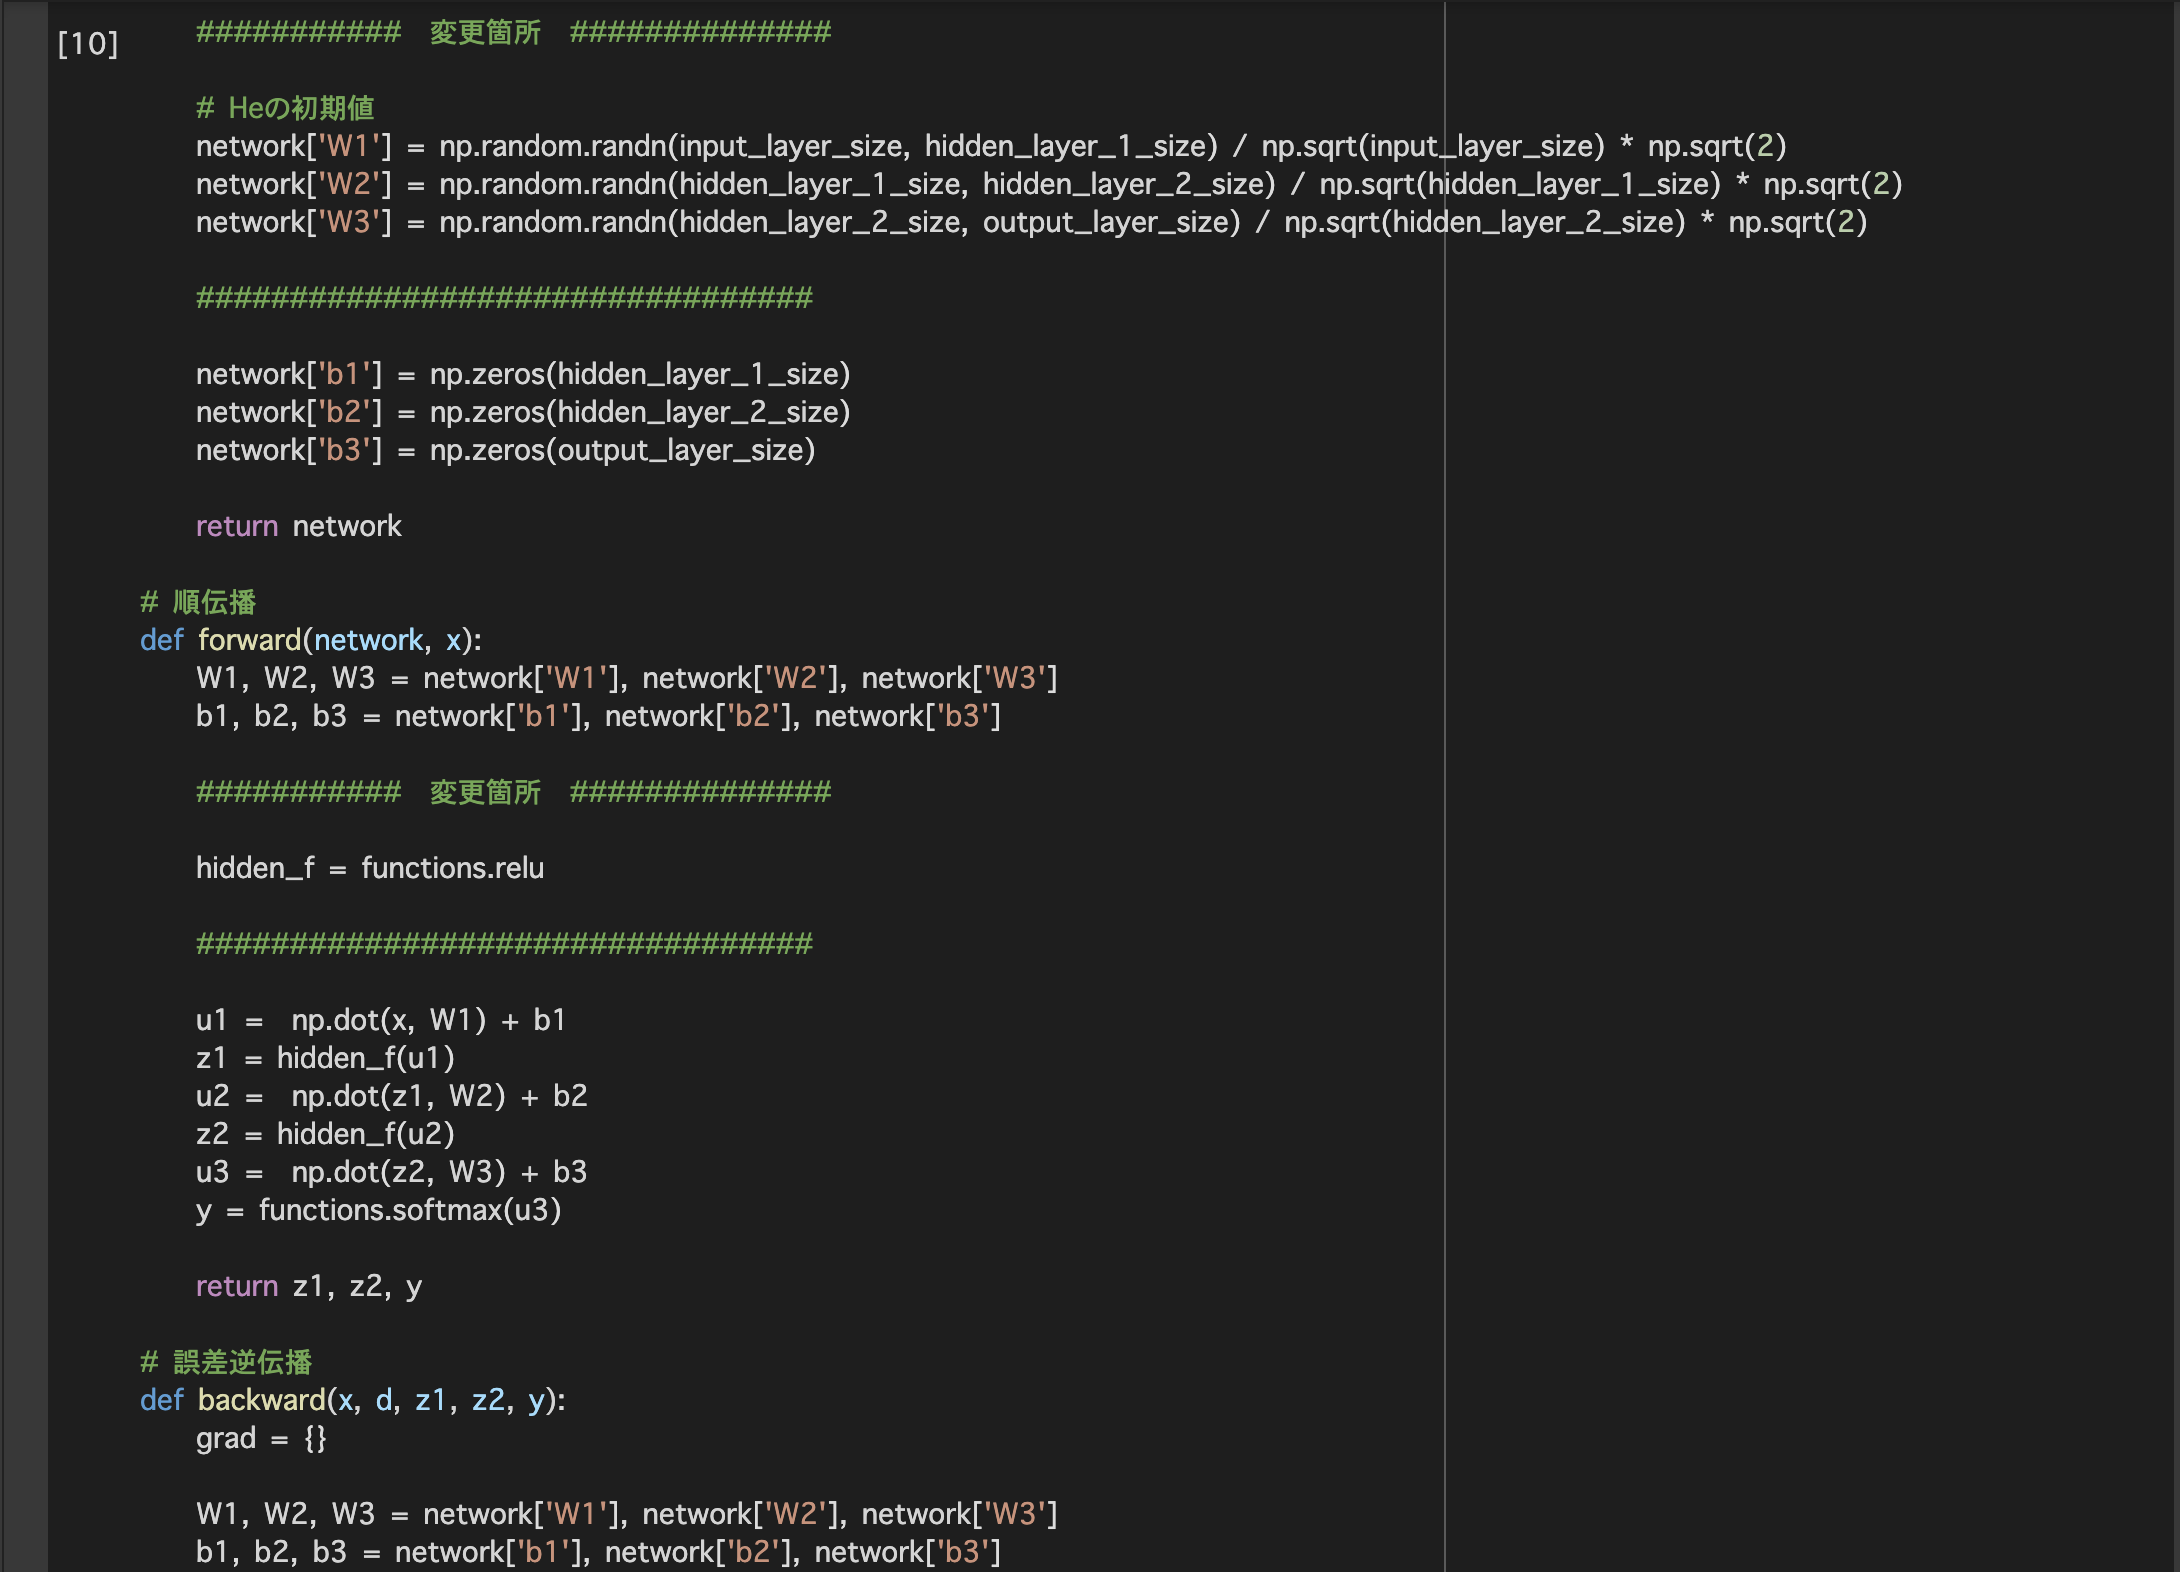 [10]
########### 変更箇所 ##############
# Heの初期値
network['W1'] = np.random.randn(input_layer_size, hidden_layer_1_size) / np.sqrt(input_layer_size) * np.sqrt(2)
network['W2'] = np.random.randn(hidden_layer_1_size, hidden_layer_2_size) / np.sqrt(hidden_layer_1_size) * np.sqrt(2)
network['W3'] = np.random.randn(hidden_layer_2_size, output_layer_size) / np.sqrt(hidden_layer_2_size) * np.sqrt(2)
#################################
network['b1'] = np.zeros(hidden_layer_1_size)
network['b2'] = np.zeros(hidden_layer_2_size)
network['b3'] = np.zeros(output_layer_size)
return network
# 順伝播
def forward(network, x):
W1, W2, W3 = network['W1'], network['W2'], network['W3']
b1, b2, b3 = network['b1'], network['b2'], network['b3']
########### 変更箇所 ##############
hidden_f = functions.relu
#################################
u1 =  np.dot(x, W1) + b1
z1 = hidden_f(u1)
u2 =  np.dot(z1, W2) + b2
z2 = hidden_f(u2)
u3 =  np.dot(z2, W3) + b3
y = functions.softmax(u3)
return z1, z2, y
# 誤差逆伝播
def backward(x, d, z1, z2, y):
grad = {}
W1, W2, W3 = network['W1'], network['W2'], network['W3']
b1, b2, b3 = network['b1'], network['b2'], network['b3']